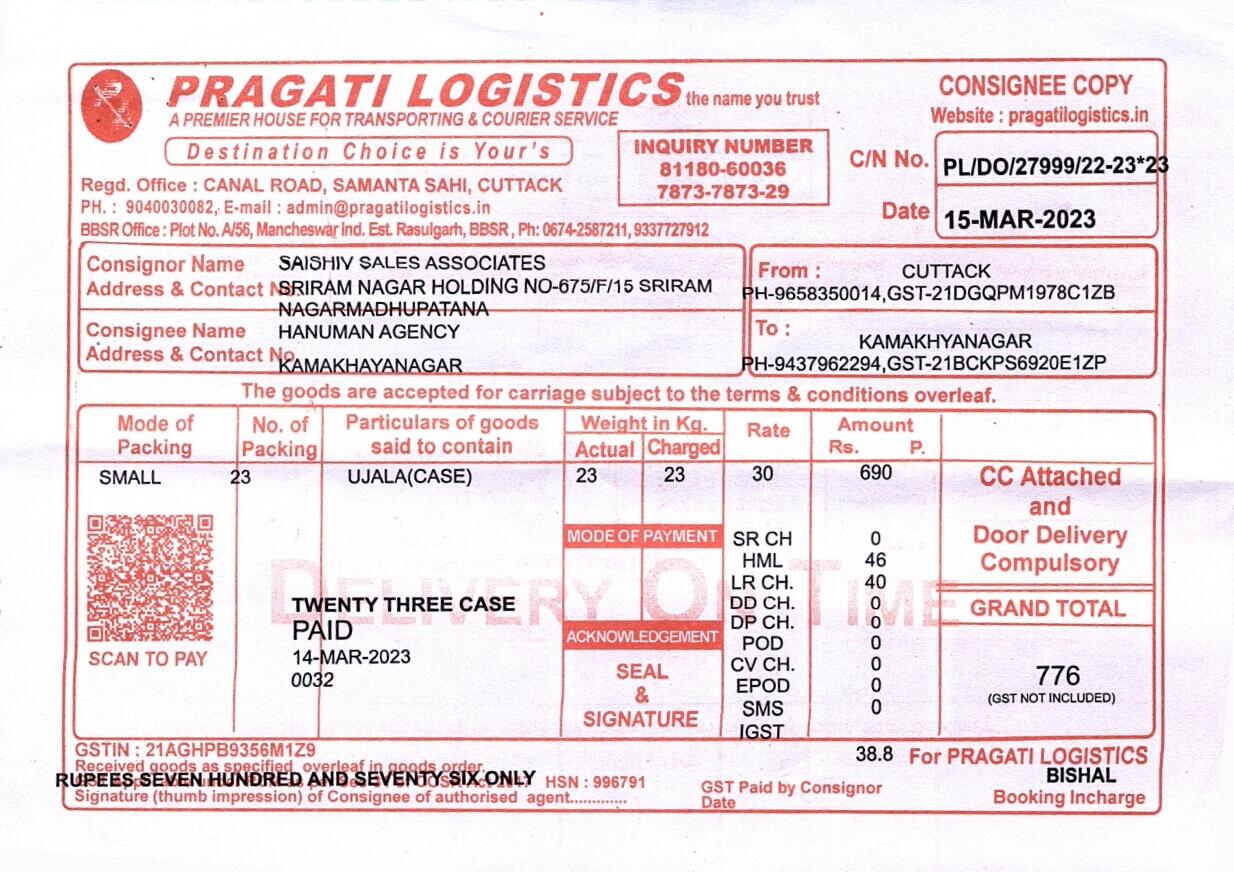 PRAGATI LOGISTICS the name you trust
A PREMIER HOUSE FOR TRANSPORTING & COURIER SERVICE
Destination Choice is Your's
CONSIGNEE COPY
Website : pragatilogistics.in
INQUIRY NUMBER
81180-60036
7873-7873-29
C/N No. PL/DO/27999/22-23*23
Date 15-MAR-2023
Regd. Office : CANAL ROAD, SAMANTA SAHI, CUTTACK
PH. : 9040030082, E-mail : admin@pragatilogistics.in
BBSR Office : Plot No. A/56, Mancheswar Ind. Est. Rasulgarh, BBSR, Ph: 0674-2587211, 9337727912
Consignor Name SAISHIV SALES ASSOCIATES
Address & Contact No. SRIRAM NAGAR HOLDING NO-675/F/15 SRIRAM
NAGARMADHUPATANA
Consignee Name HANUMAN AGENCY
Address & Contact No. KAMAKHAYANAGAR
From : CUTTACK
PH-9658350014,GST-21DGQPM1978C1ZB
To :
KAMAKHYANAGAR
PH-9437962294,GST-21BCKPS6920E1ZP
The goods are accepted for carriage subject to the terms & conditions overleaf.
Mode of Packing No. of Packing Particulars of goods said to contain Weight in Kg. Actual Charged Rate Amount Rs. P.
SMALL 23 UJALA(CASE) 23 23 30 690
CC Attached
and
Door Delivery
Compulsory
MODE OF PAYMENT
SR CH 0
HML 46
LR CH. 40
DD CH. 0
DP CH. 0
POD 0
CV CH. 0
EPOD 0
SMS 0
IGST
38.8
DELIVERY ON TIME
TWENTY THREE CASE
PAID
14-MAR-2023
0032
SCAN TO PAY
ACKNOWLEDGEMENT
SEAL
&
SIGNATURE
GRAND TOTAL
776
(GST NOT INCLUDED)
GSTIN : 21AGHPB9356M1Z9
Received goods as specified overleaf in goods order.
RUPEES SEVEN HUNDRED AND SEVENTY SIX ONLY
HSN : 996791
Signature (thumb impression) of Consignee of authorised agent.............
GST Paid by Consignor
Date
For PRAGATI LOGISTICS
BISHAL
Booking Incharge